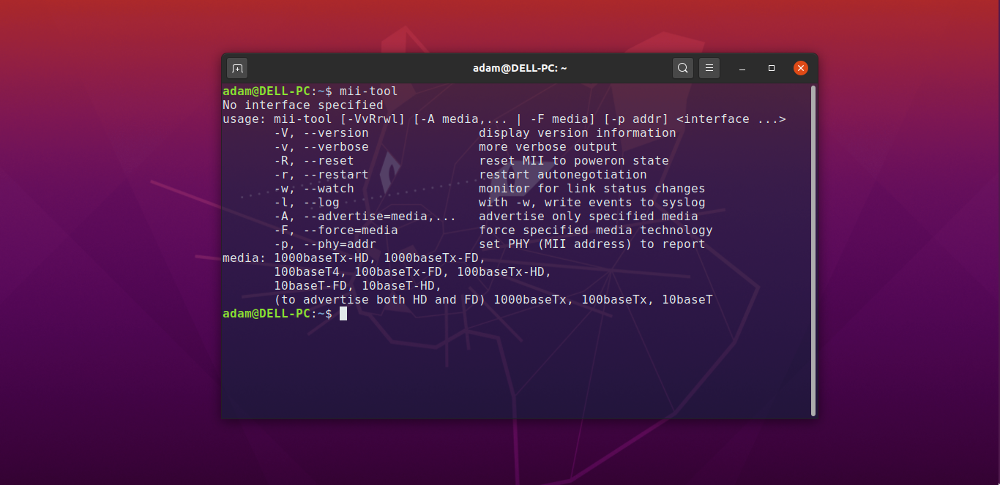 adam@DELL-PC: ~
adam@DELL-PC:~$ mii-tool
No interface specified
usage: mii-tool [-VvRrwl] [-A media,... | -F media] [-p addr] <interface ...>
       -V, --version               display version information
       -v, --verbose               more verbose output
       -R, --reset                 reset MII to poweron state
       -r, --restart               restart autonegotiation
       -w, --watch                 monitor for link status changes
       -l, --log                   with -w, write events to syslog
       -A, --advertise=media,...   advertise only specified media
       -F, --force=media           force specified media technology
       -p, --phy=addr              set PHY (MII address) to report
media: 1000baseTx-HD, 1000baseTx-FD,
       100baseT4, 100baseTx-FD, 100baseTx-HD,
       10baseT-FD, 10baseT-HD,
       (to advertise both HD and FD) 1000baseTx, 100baseTx, 10baseT
adam@DELL-PC:~$